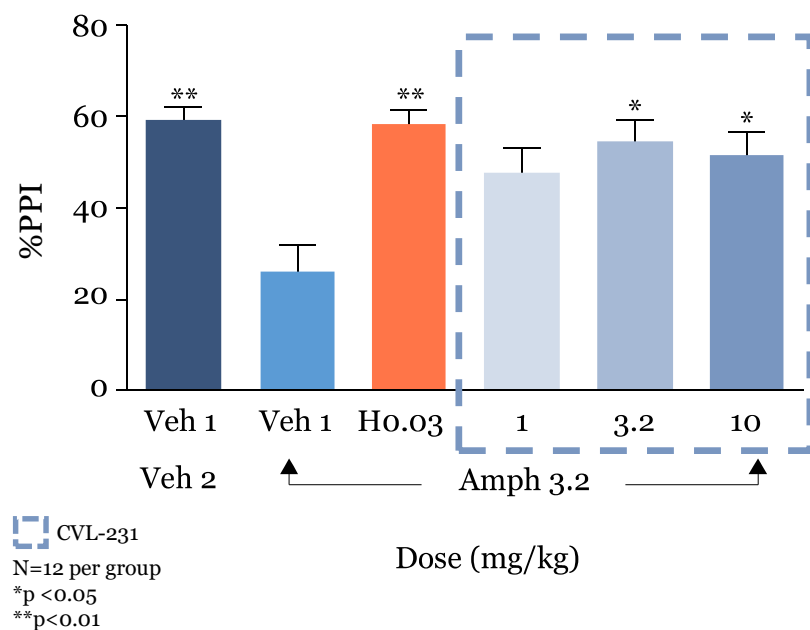 80
60
40
20
0
%PPI
** ** * *
Veh 1 Veh 1 H0.03 1 3.2 10
Veh 2 Amph 3.2
Dose (mg/kg)
CVL-231
N=12 per group
*p <0.05
**p<0.01